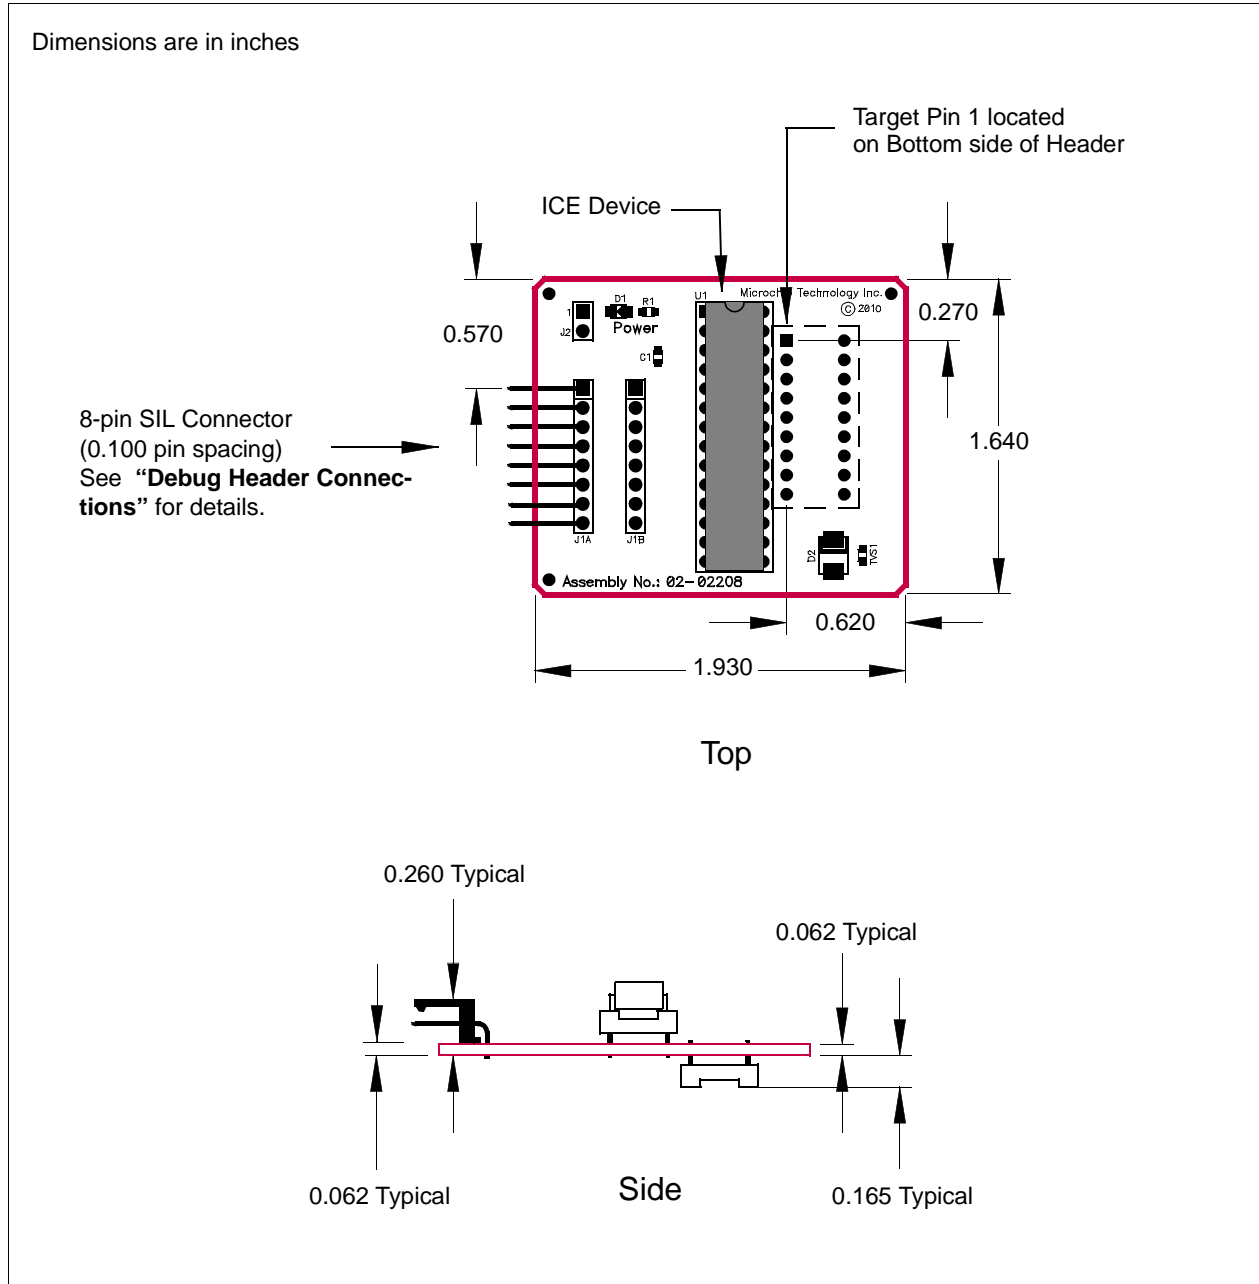 Dimensions are in inches
Target Pin 1 located
on Bottom side of Header
ICE Device
0.570
0.270
1.640
8-pin SIL Connector
(0.100 pin spacing)
See “Debug Header Connec-
tions” for details.
U1
Microchip Technology Inc.
© 2010
D1
R1
1
J2
Power
C1
J1A
J1B
D2
TVS1
Assembly No.: 02-02208
0.620
1.930
Top
0.260 Typical
0.062 Typical
0.062 Typical
Side
0.165 Typical